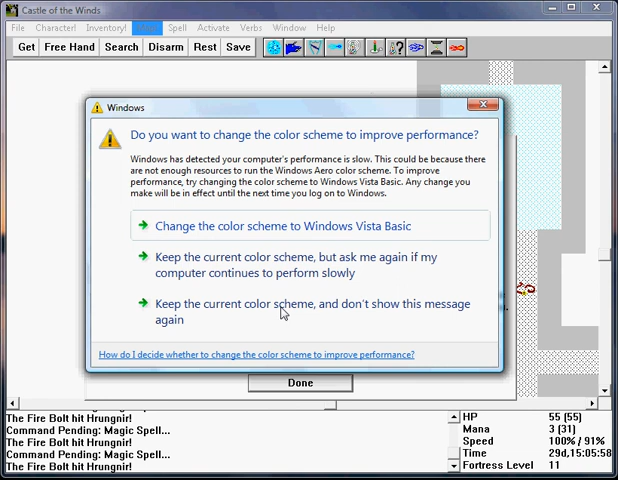 Castle of the Winds
File Character! Inventory! Map! Spell Activate Verbs Window Help
Get Free Hand Search Disarm Rest Save
Windows
Do you want to change the color scheme to improve performance?
Windows has detected your computer's performance is slow. This could be because there
are not enough resources to run the Windows Aero color scheme. To improve
performance, try changing the color scheme to Windows Vista Basic. Any change you
make will be in effect until the next time you log on to Windows.
Change the color scheme to Windows Vista Basic
Keep the current color scheme, but ask me again if my
computer continues to perform slowly
Keep the current color scheme, and don't show this message
again
How do I decide whether to change the color scheme to improve performance?
Done
The Fire Bolt hit Hrungnir!
Command Pending: Magic Spell...
The Fire Bolt hit Hrungnir!
Command Pending: Magic Spell...
The Fire Bolt hit Hrungnir!
HP 55 (55)
Mana 3 (31)
Speed 100% / 91%
Time 29d,15:05:58
Fortress Level 11